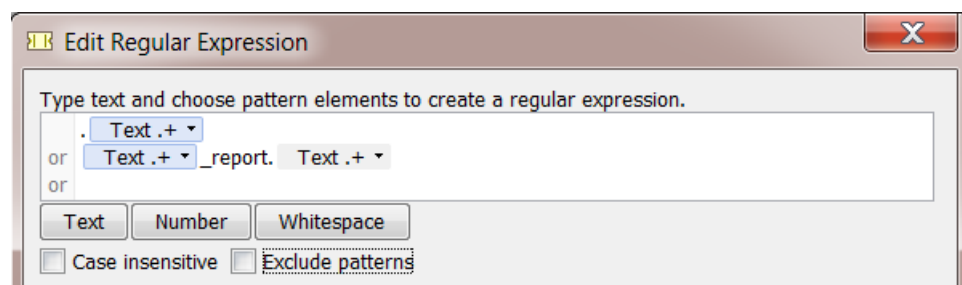 Edit Regular Expression
Type text and choose pattern elements to create a regular expression.
. Text .+
or Text .+ _report. Text .+
or
Text Number Whitespace
Case insensitive Exclude patterns